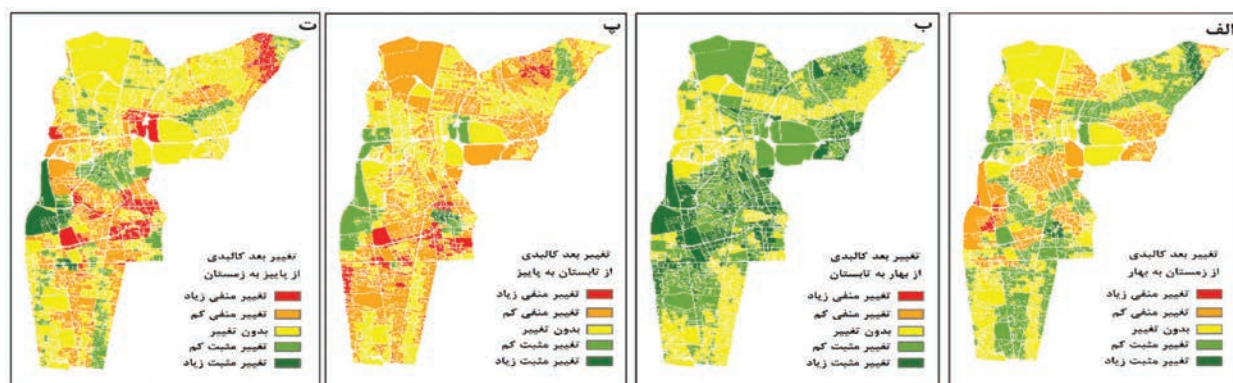 الف
تغییر بعد کالبدی
از زمستان به بهار
تغییر منفی زیاد
تغییر منفی کم
بدون تغییر
تغییر مثبت کم
تغییر مثبت زیاد
ب
تغییر بعد کالبدی
از بهار به تابستان
تغییر منفی زیاد
تغییر منفی کم
بدون تغییر
تغییر مثبت کم
تغییر مثبت زیاد
پ
تغییر بعد کالبدی
از تابستان به پاییز
تغییر منفی زیاد
تغییر منفی کم
بدون تغییر
تغییر مثبت کم
تغییر مثبت زیاد
ت
تغییر بعد کالبدی
از پاییز به زمستان
تغییر منفی زیاد
تغییر منفی کم
بدون تغییر
تغییر مثبت کم
تغییر مثبت زیاد